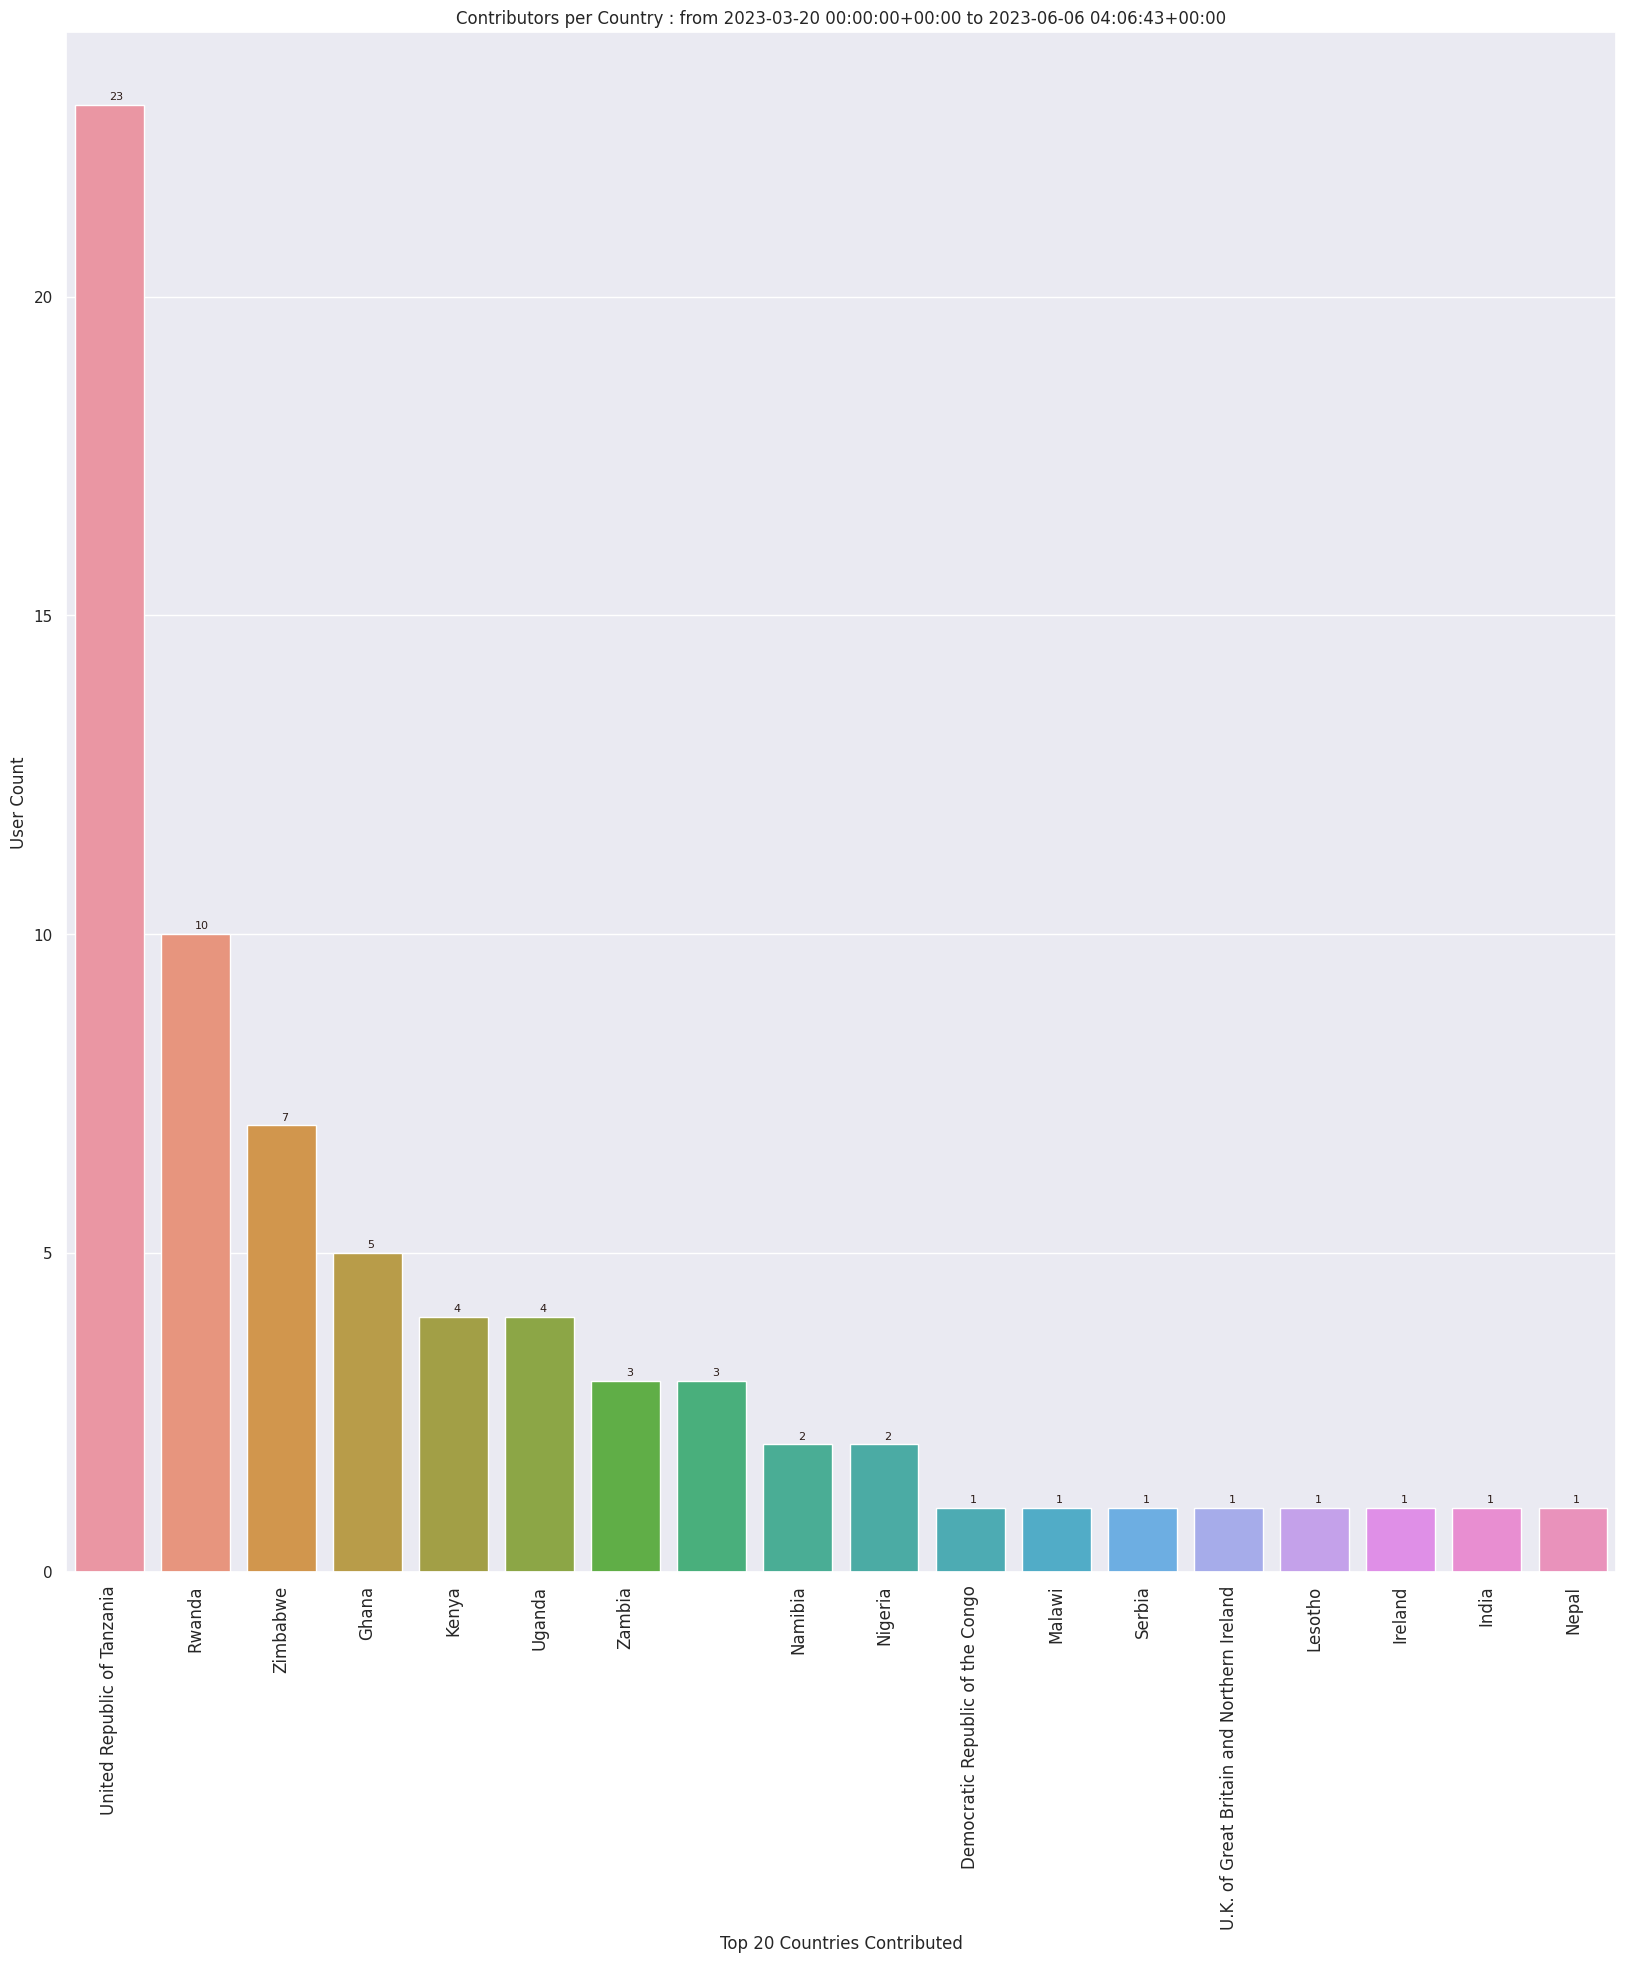 Contributors per Country : from 2023-03-20 00:00:00+00:00 to 2023-06-06 04:06:43+00:00
User Count
20
15
10
5
0
23
10
7
5
4
4
3
3
2
2
1
1
1
1
1
1
1
1
United Republic of Tanzania
Rwanda
Zimbabwe
Ghana
Kenya
Uganda
Zambia
Namibia
Nigeria
Democratic Republic of the Congo
Malawi
Serbia
U.K. of Great Britain and Northern Ireland
Lesotho
Ireland
India
Nepal
Top 20 Countries Contributed